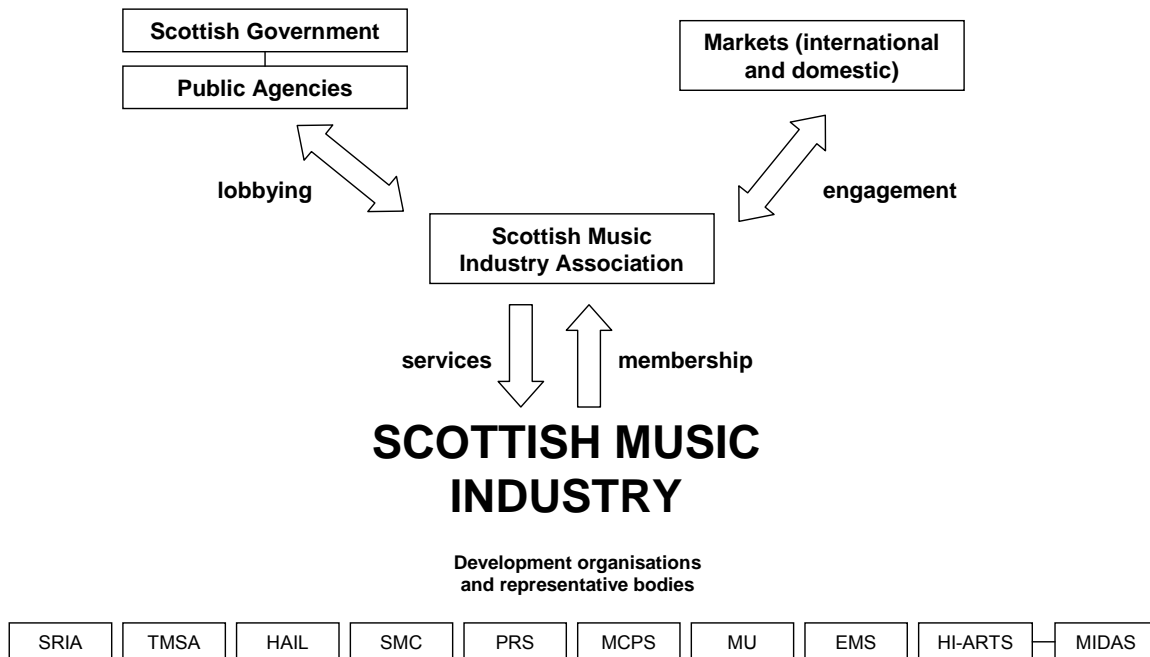 Scottish Government
Public Agencies
Markets (international
and domestic)
lobbying
engagement
Scottish Music
Industry Association
services
membership
SCOTTISH MUSIC
INDUSTRY
Development organisations
and representative bodies
SRIA
TMSA
HAIL
SMC
PRS
MCPS
MU
EMS
HI-ARTS
MIDAS